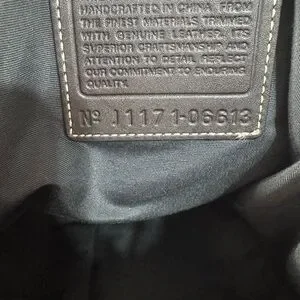 HANDCRAFTED IN CHINA FROM
THE FINEST MATERIALS TRIMMED
WITH GENUINE LEATHER. ITS
SUPERIOR CRAFTSMANSHIP AND
ATTENTION TO DETAIL REFLECT
OUR COMMITMENT TO ENDURING
QUALITY.
Nº J1171-06613